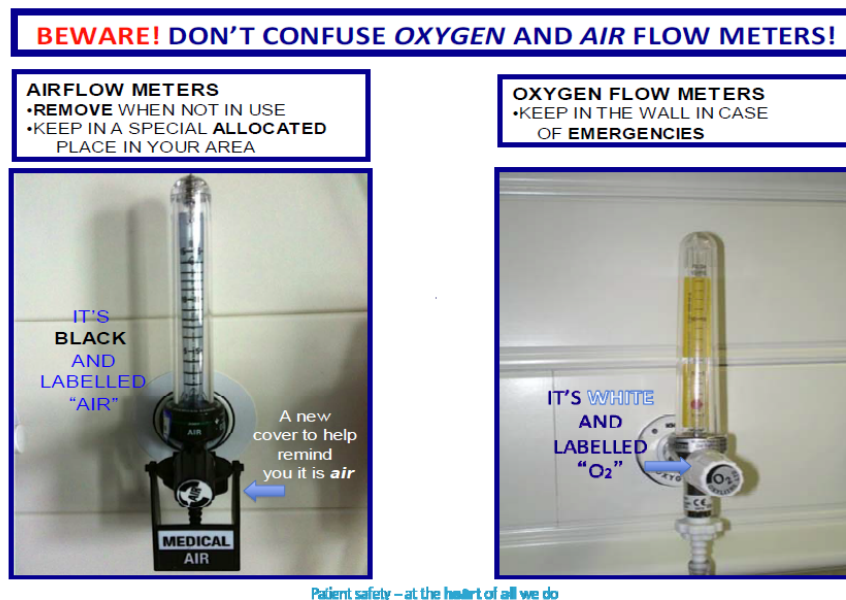 BEWARE! DON'T CONFUSE OXYGEN AND AIR FLOW METERS!
AIRFLOW METERS
•REMOVE WHEN NOT IN USE
•KEEP IN A SPECIAL ALLOCATED
PLACE IN YOUR AREA
OXYGEN FLOW METERS
•KEEP IN THE WALL IN CASE
OF EMERGENCIES
IT'S
BLACK
AND
LABELLED
“AIR”
A new
cover to help
remind
you it is air
AIR
AIR
MEDICAL
AIR
IT'S WHITE
AND
LABELLED
“O₂”
O₂
Patient safety – at the heart of all we do